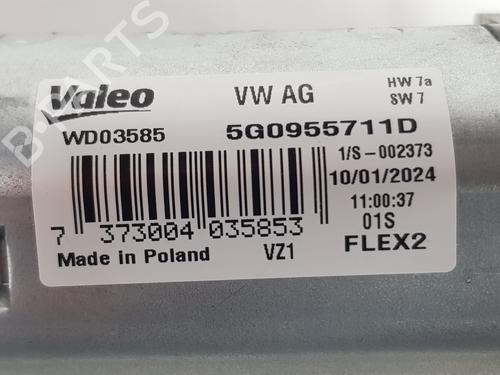 Valeo VW AG HW 7a
SW 7
WD03585 5G0955711D
1/S-002373
10/01/2024
11:00:37
01S
7 373004 035853
Made in Poland VZ1 FLEX2
B-PARTS